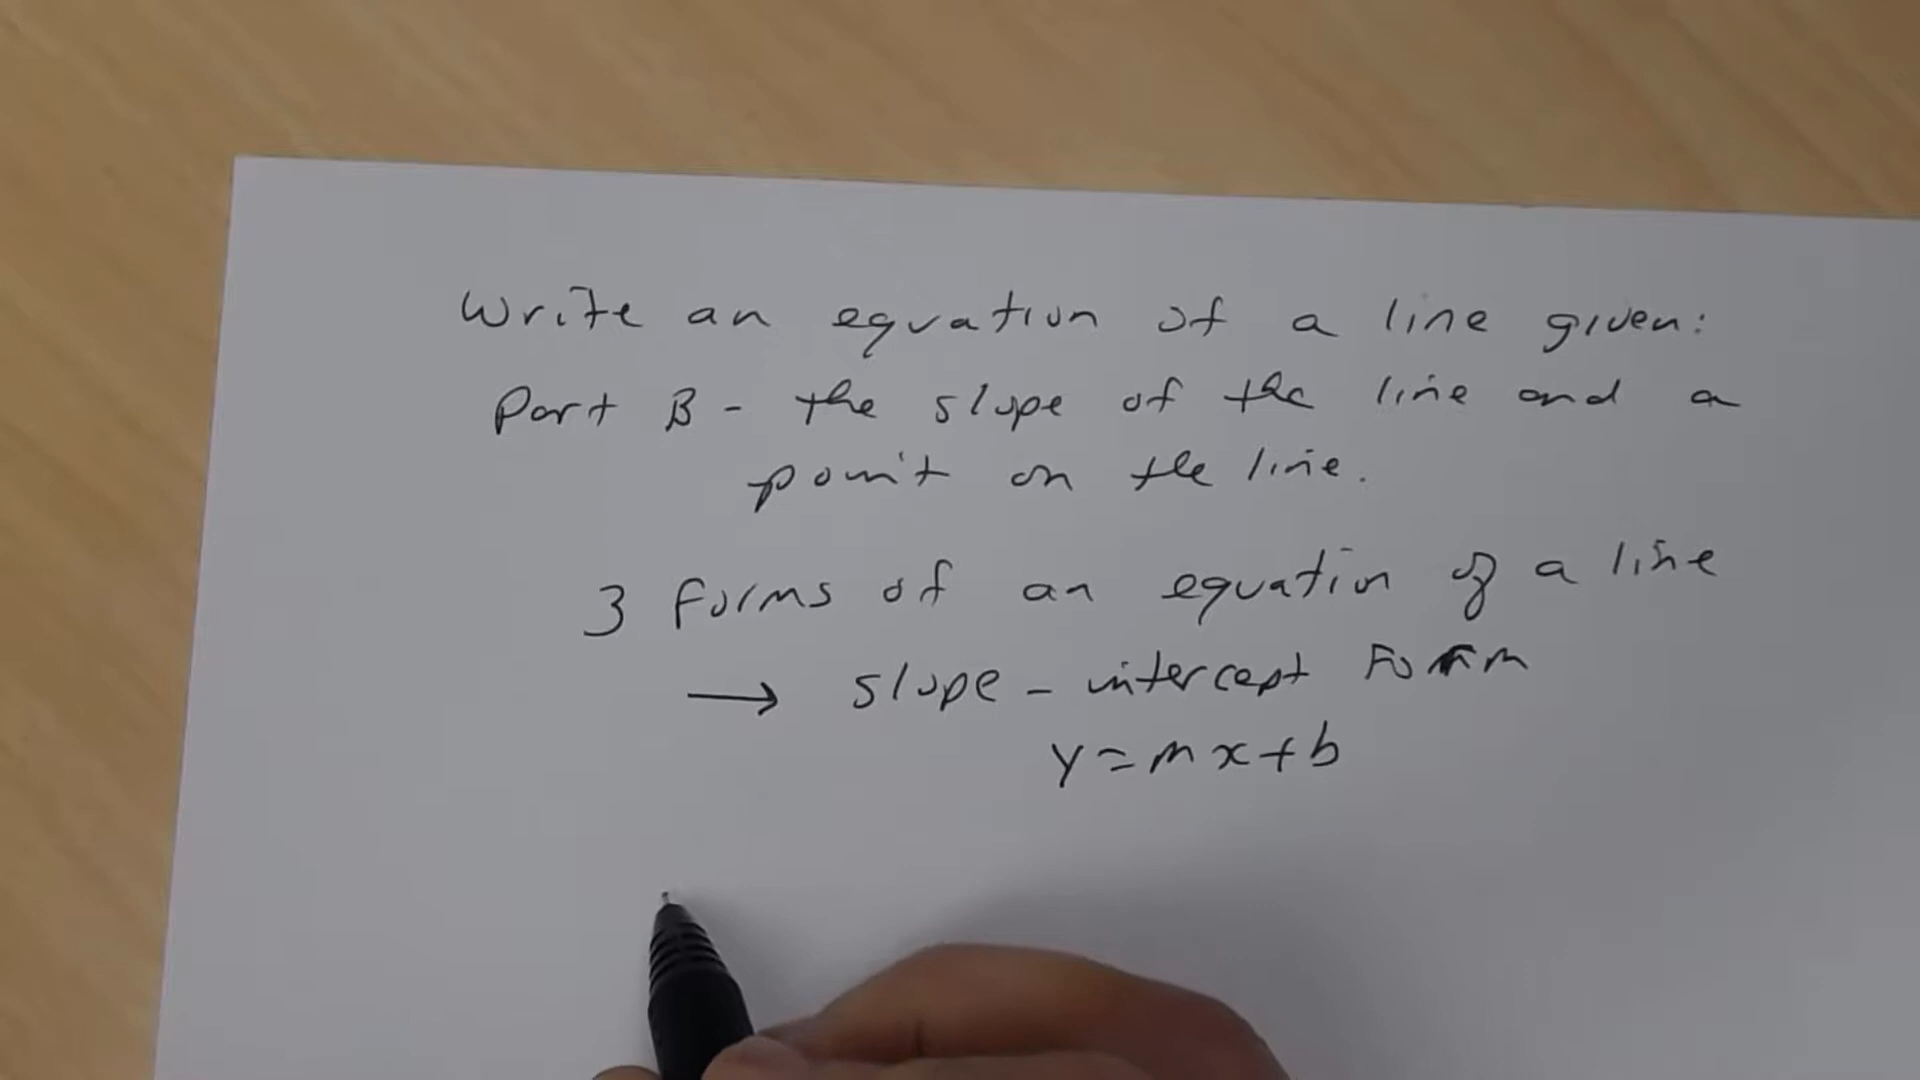 Write an equation of a line given:
Part B - the slope of the line and a
point on the line.
3 forms of an equation of a line
→ slope - intercept Form
y = mx + b